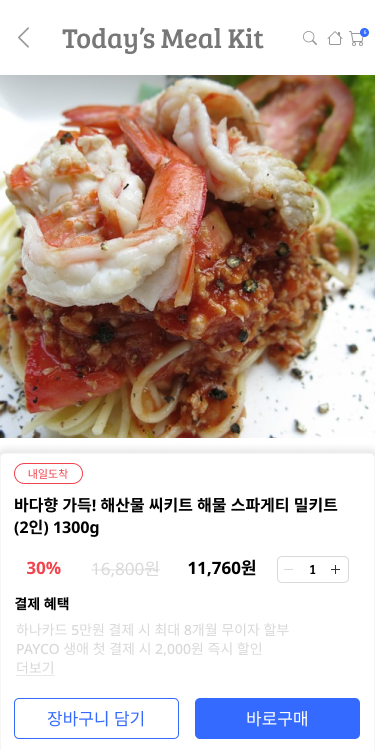 Today's Meal Kit
내일도착
바다향 가득! 해산물 씨키트 해물 스파게티 밀키트
(2인) 1300g
30% 16,800원 11,760원 − 1 +
결제 혜택
하나카드 5만원 결제 시 최대 8개월 무이자 할부
PAYCO 생애 첫 결제 시 2,000원 즉시 할인
더보기
장바구니 담기 바로구매